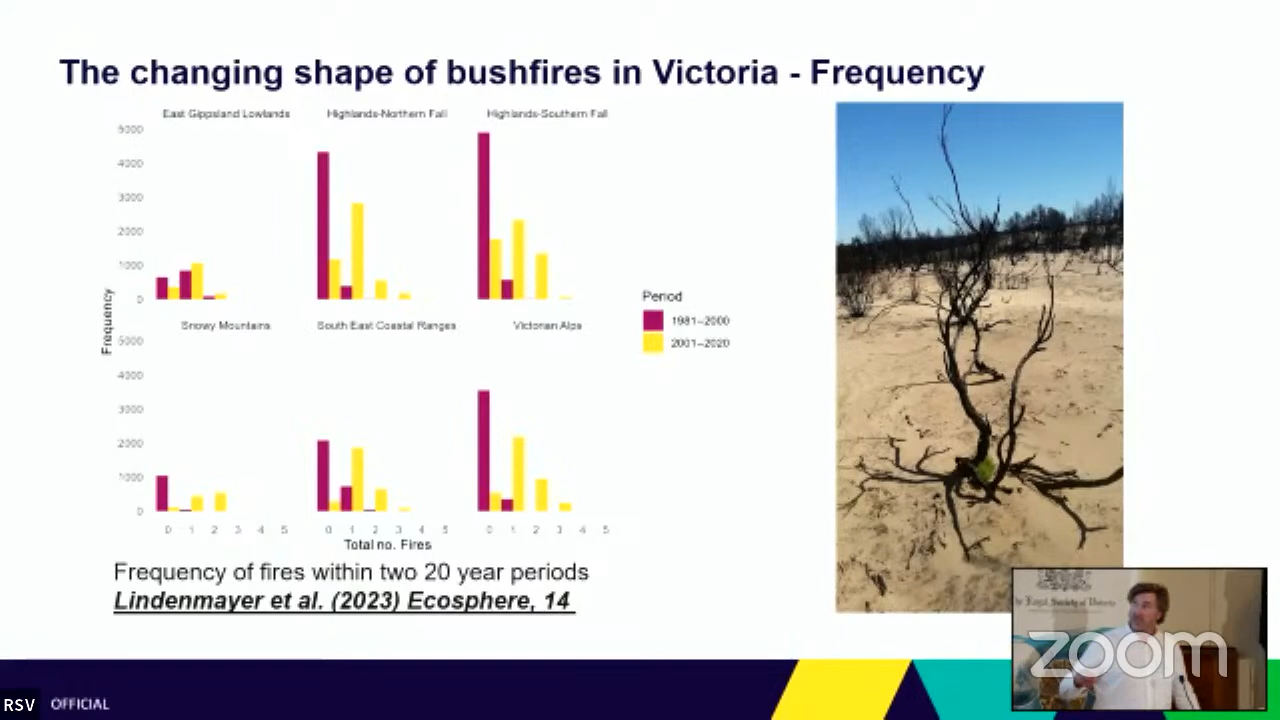 The changing shape of bushfires in Victoria - Frequency
East Gippsland Lowlands
Highlands-Northern Fall
Highlands-Southern Fall
5000
4000
3000
2000
1000
0
Frequency
Snowy Mountains
South East Coastal Ranges
Victorian Alps
5000
4000
3000
2000
1000
0
0 1 2 3 4 5
0 1 2 3 4 5
0 1 2 3 4 5
Total no. Fires
Period
1981–2000
2001–2020
Frequency of fires within two 20 year periods
Lindenmayer et al. (2023) Ecosphere, 14
Royal Society of Victoria
zoom
RSV
OFFICIAL